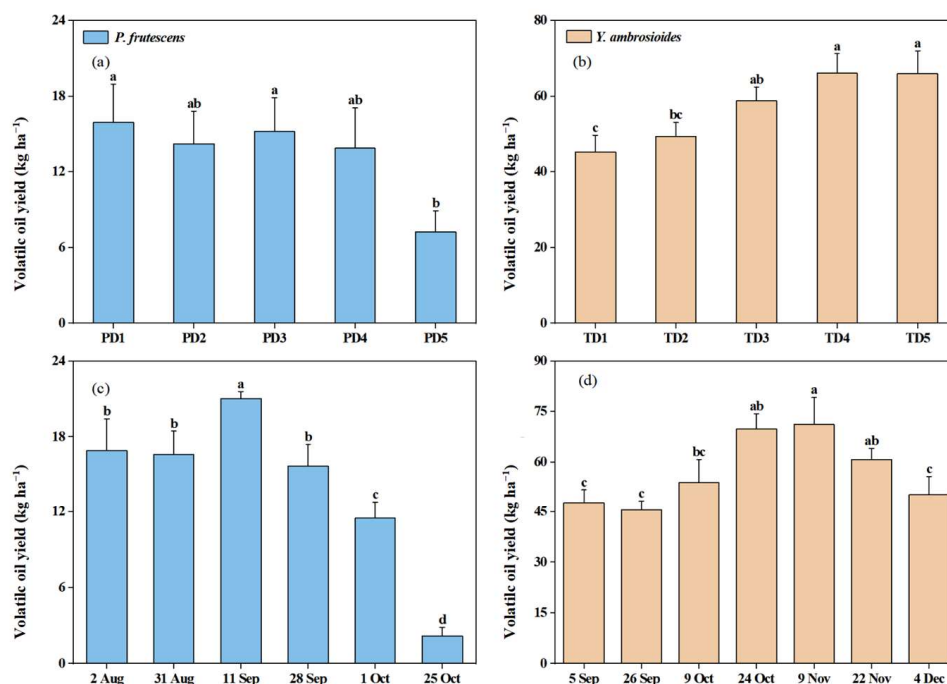 P. frutescens
(a)
Volatilc oil yield (kg ha⁻¹)
24
18
12
6
0
a
ab
a
ab
b
PD1 PD2 PD3 PD4 PD5
Y. ambrosioides
(b)
Volatilc oil yield (kg ha⁻¹)
80
60
40
20
0
c
bc
ab
a
a
TD1 TD2 TD3 TD4 TD5
(c)
Volatilc oil yield (kg ha⁻¹)
24
18
12
6
0
b
b
a
b
c
d
2 Aug 31 Aug 11 Sep 28 Sep 1 Oct 25 Oct
(d)
Volatilc oil yield (kg ha⁻¹)
90
75
60
45
30
15
0
c
c
bc
ab
a
ab
c
5 Sep 26 Sep 9 Oct 24 Oct 9 Nov 22 Nov 4 Dec